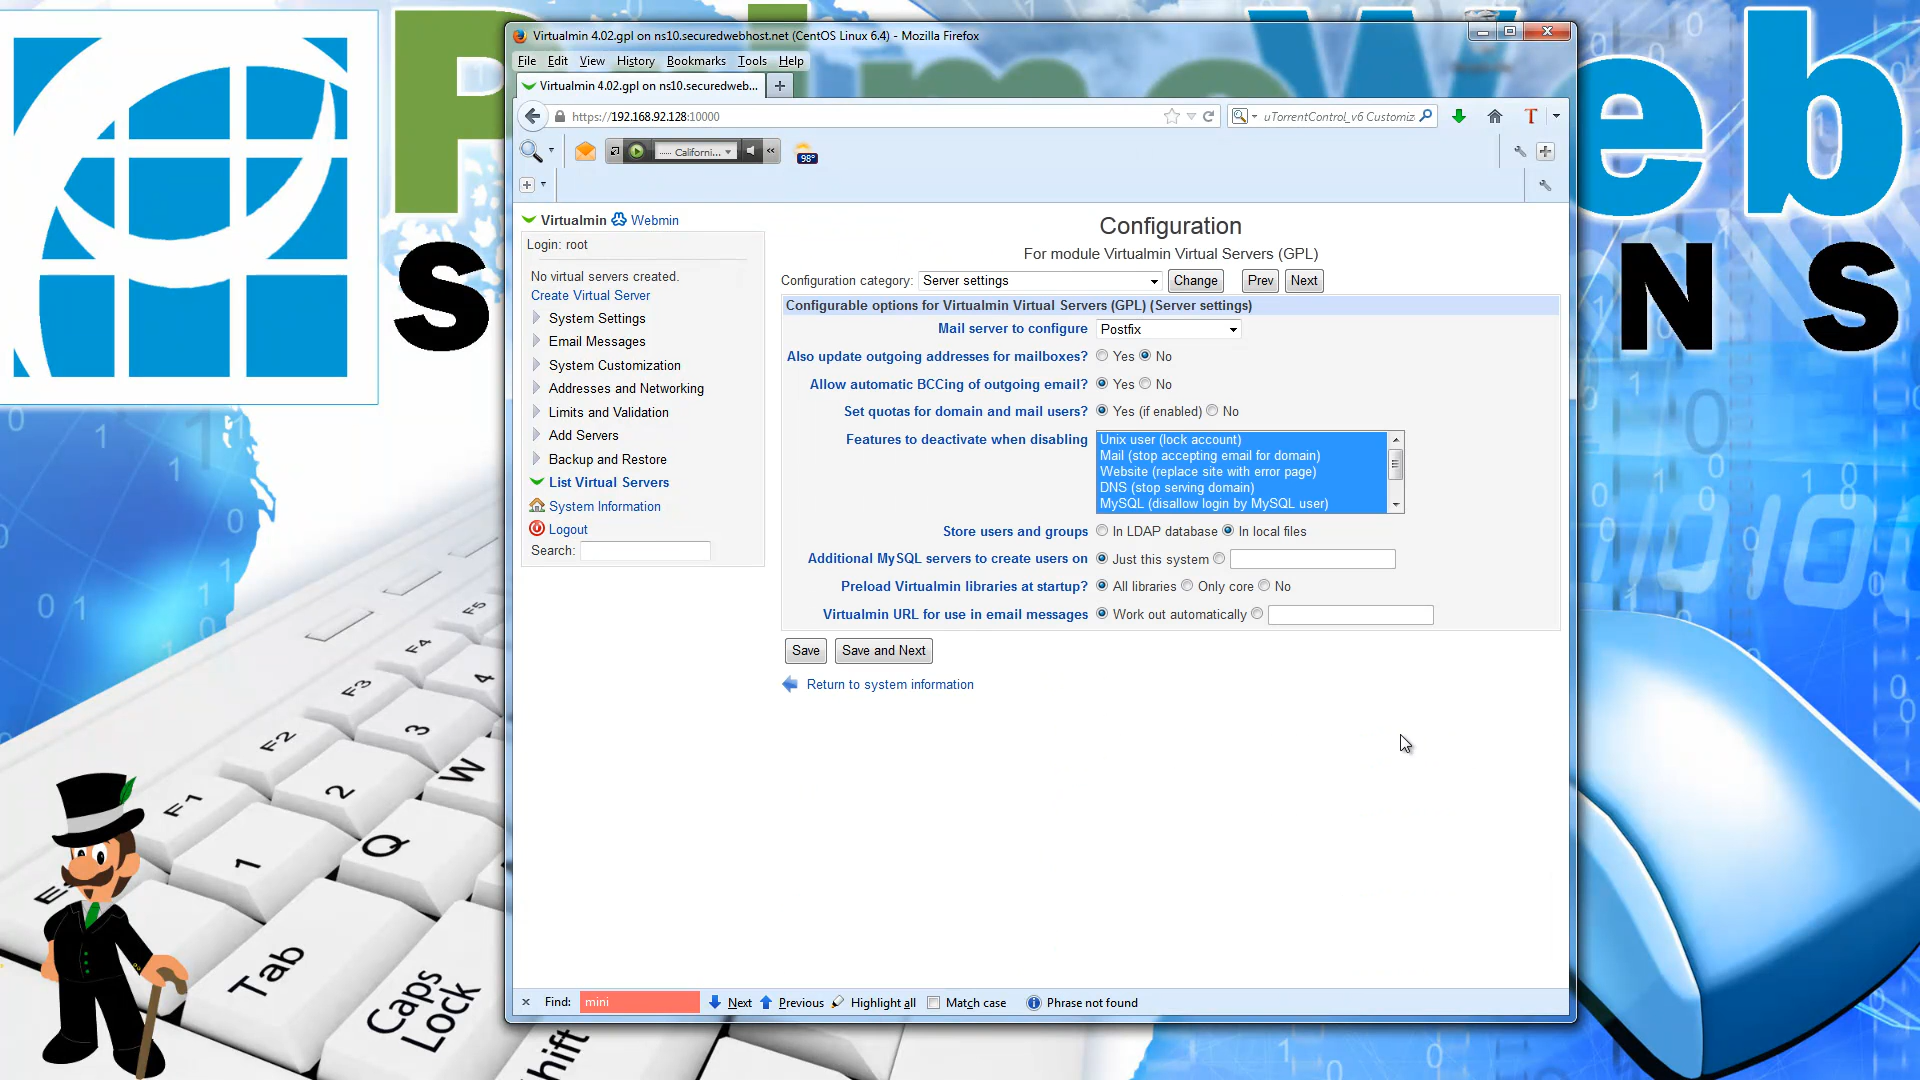 Virtualmin 4.02.gpl on ns10.securedwebhost.net (CentOS Linux 6.4) - Mozilla Firefox
File Edit View History Bookmarks Tools Help
Virtualmin 4.02.gpl on ns10.securedweb...
https://192.168.92.128:10000
uTorrentControl_v6 Customiz
Californi...
98°
Virtualmin Webmin
Login: root
No virtual servers created.
Create Virtual Server
System Settings
Email Messages
System Customization
Addresses and Networking
Limits and Validation
Add Servers
Backup and Restore
List Virtual Servers
System Information
Logout
Search:
Configuration
For module Virtualmin Virtual Servers (GPL)
Configuration category: Server settings Change Prev Next
Configurable options for Virtualmin Virtual Servers (GPL) (Server settings)
Mail server to configure Postfix
Also update outgoing addresses for mailboxes? Yes No
Allow automatic BCCing of outgoing email? Yes No
Set quotas for domain and mail users? Yes (if enabled) No
Features to deactivate when disabling
Unix user (lock account)
Mail (stop accepting email for domain)
Website (replace site with error page)
DNS (stop serving domain)
MySQL (disallow login by MySQL user)
Store users and groups In LDAP database In local files
Additional MySQL servers to create users on Just this system
Preload Virtualmin libraries at startup? All libraries Only core No
Virtualmin URL for use in email messages Work out automatically
Save Save and Next
Return to system information
Find: mini Next Previous Highlight all Match case Phrase not found
eb
S
N S
F5
F4
F3
F2
F1
4
3
2
1
W
Q
Tab
Caps Lock